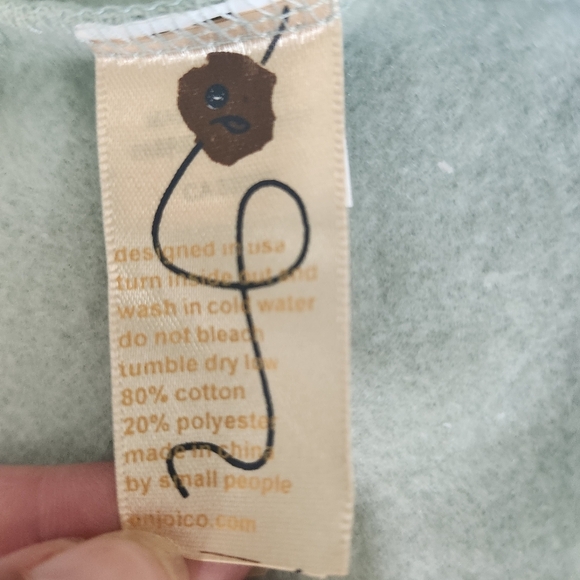 designed in usa
turn inside out and
wash in cold water
do not bleach
tumble dry low
80% cotton
20% polyester
made in china
by small people
enjoico.com